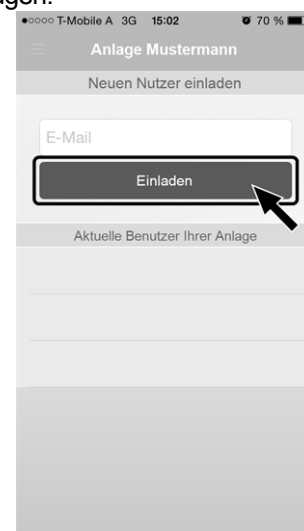 ●○○○○ T-Mobile A 3G 15:02 70 %
Anlage Mustermann
Neuen Nutzer einladen
E-Mail
Einladen
Aktuelle Benutzer Ihrer Anlage